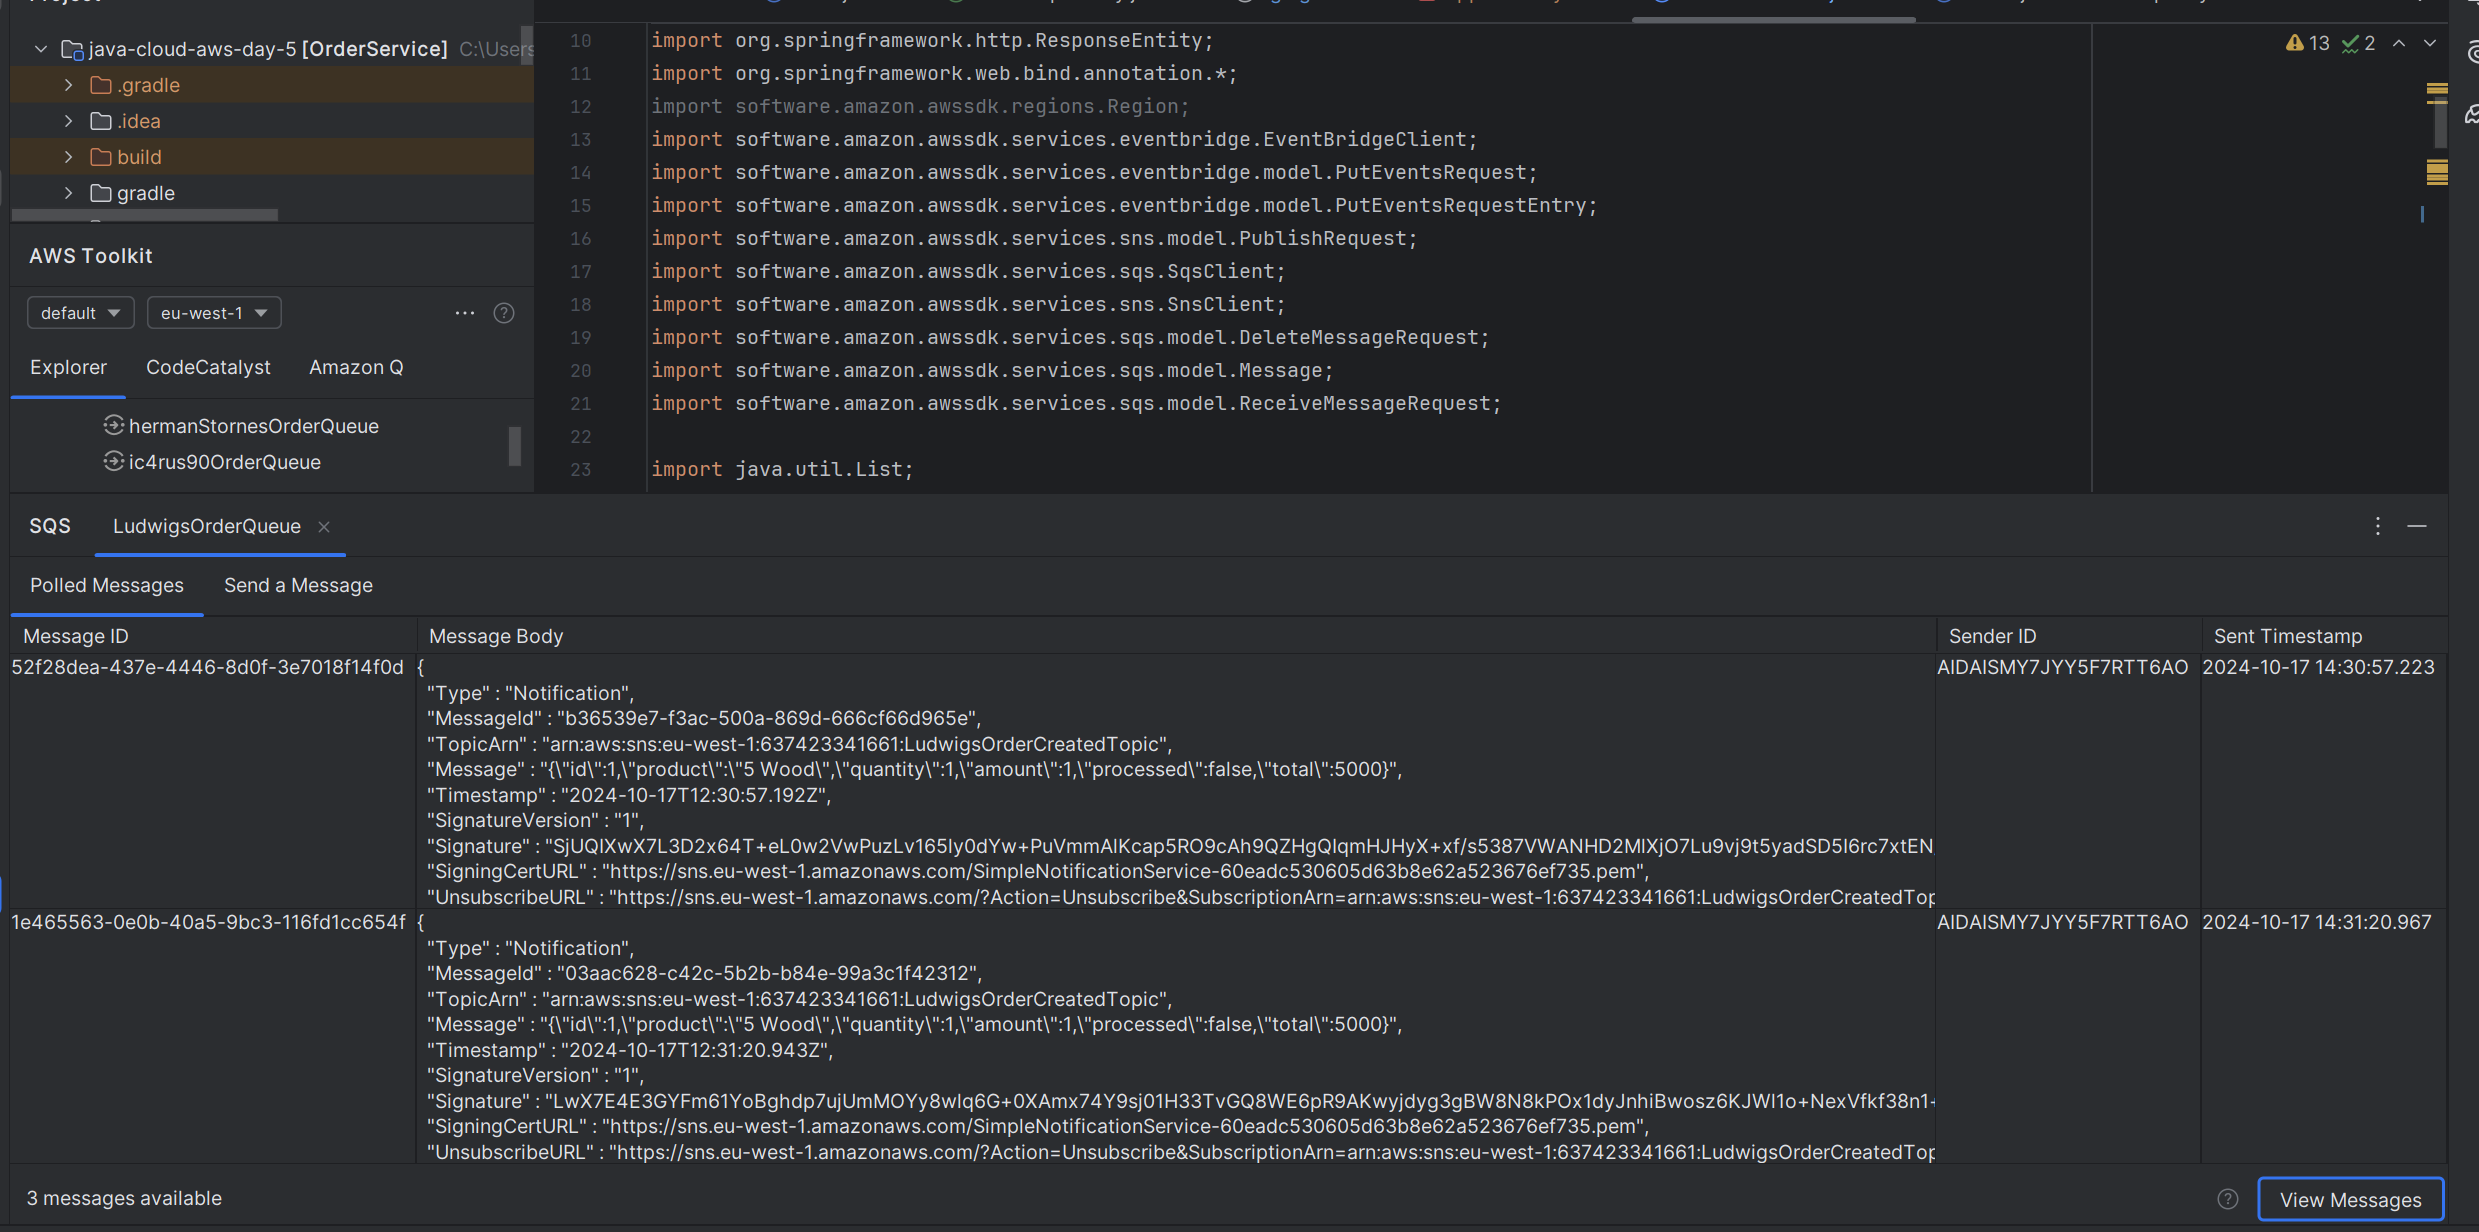 java-cloud-aws-day-5 [OrderService] C:\Users
.gradle
.idea
build
gradle
AWS Toolkit
default
eu-west-1
Explorer
CodeCatalyst
Amazon Q
hermanStornesOrderQueue
ic4rus90OrderQueue
13
2
10 import org.springframework.http.ResponseEntity;
11 import org.springframework.web.bind.annotation.*;
12 import software.amazon.awssdk.regions.Region;
13 import software.amazon.awssdk.services.eventbridge.EventBridgeClient;
14 import software.amazon.awssdk.services.eventbridge.model.PutEventsRequest;
15 import software.amazon.awssdk.services.eventbridge.model.PutEventsRequestEntry;
16 import software.amazon.awssdk.services.sns.model.PublishRequest;
17 import software.amazon.awssdk.services.sqs.SqsClient;
18 import software.amazon.awssdk.services.sns.SnsClient;
19 import software.amazon.awssdk.services.sqs.model.DeleteMessageRequest;
20 import software.amazon.awssdk.services.sqs.model.Message;
21 import software.amazon.awssdk.services.sqs.model.ReceiveMessageRequest;
22
23 import java.util.List;
SQS
LudwigsOrderQueue
Polled Messages
Send a Message
Message ID
Message Body
Sender ID
Sent Timestamp
52f28dea-437e-4446-8d0f-3e7018f14f0d
{
"Type" : "Notification",
"MessageId" : "b36539e7-f3ac-500a-869d-666cf66d965e",
"TopicArn" : "arn:aws:sns:eu-west-1:637423341661:LudwigsOrderCreatedTopic",
"Message" : "{\"id\":1,\"product\":\"5 Wood\",\"quantity\":1,\"amount\":1,\"processed\":false,\"total\":5000}",
"Timestamp" : "2024-10-17T12:30:57.192Z",
"SignatureVersion" : "1",
"Signature" :
"SigningCertURL" : "https://sns.eu-west-1.amazonaws.com/SimpleNotificationService-60eadc530605d63b8e62a523676ef735.pem",
"UnsubscribeURL" : "https://sns.eu-west-1.amazonaws.com/?Action=Unsubscribe&SubscriptionArn=arn:aws:sns:eu-west-1:637423341661:LudwigsOrderCreatedTop
AIDAISMY7JYY5F7RTT6AO
2024-10-17 14:30:57.223
1e465563-0e0b-40a5-9bc3-116fd1cc654f
{
"Type" : "Notification",
"MessageId" : "03aac628-c42c-5b2b-b84e-99a3c1f42312",
"TopicArn" : "arn:aws:sns:eu-west-1:637423341661:LudwigsOrderCreatedTopic",
"Message" : "{\"id\":1,\"product\":\"5 Wood\",\"quantity\":1,\"amount\":1,\"processed\":false,\"total\":5000}",
"Timestamp" : "2024-10-17T12:31:20.943Z",
"SignatureVersion" : "1",
"Signature" :
"SigningCertURL" : "https://sns.eu-west-1.amazonaws.com/SimpleNotificationService-60eadc530605d63b8e62a523676ef735.pem",
"UnsubscribeURL" : "https://sns.eu-west-1.amazonaws.com/?Action=Unsubscribe&SubscriptionArn=arn:aws:sns:eu-west-1:637423341661:LudwigsOrderCreatedTop
AIDAISMY7JYY5F7RTT6AO
2024-10-17 14:31:20.967
3 messages available
View Messages